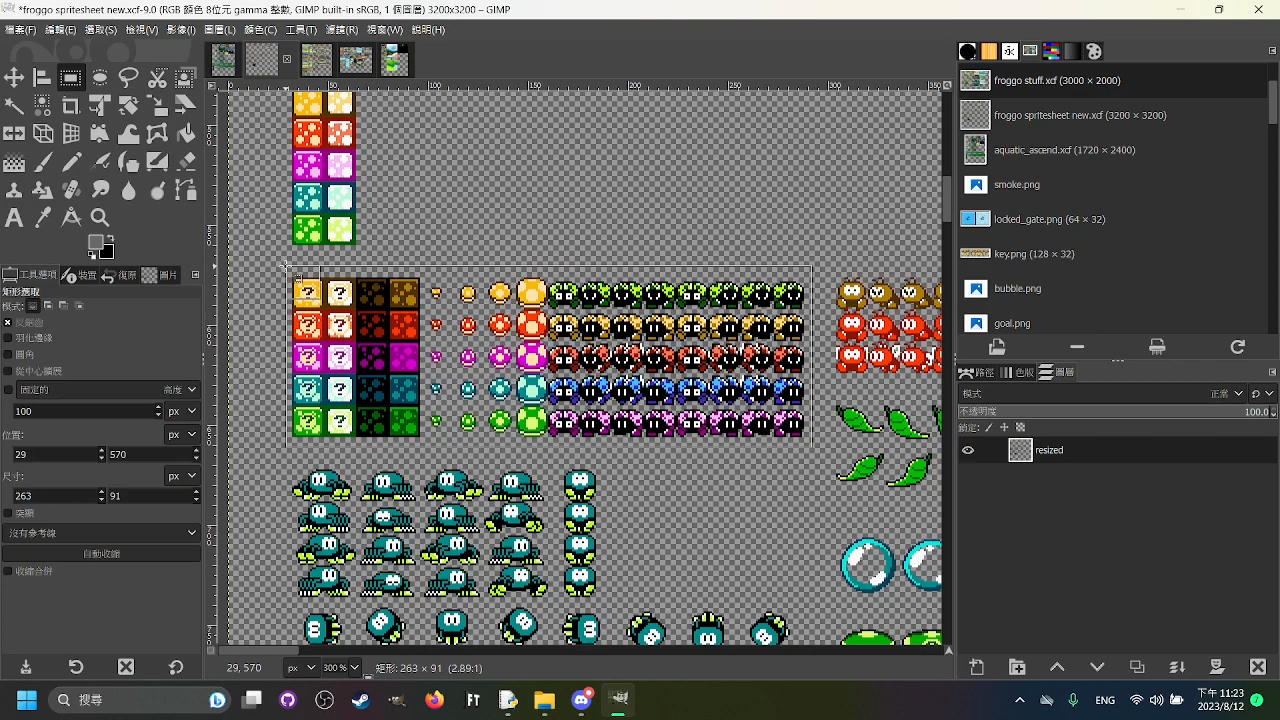 *froggo spritesheet new.xcf-9.0 (RGB 顏色 8位元 gamma 整數, GIMP built-in sRGB, 1 個圖層) 3200x3200 – GIMP
檔案(F) 編輯(E) 選取(S) 檢視(V) 影像(I) 圖層(L) 顏色(C) 工具(T) 濾鏡(R) 視窗(W) 說明(H)
50 100 150 200 250 300 350
froggo stuff.xcf (3000 × 2000)
froggo spritesheet new.xcf (3200 × 3200)
aquatic_ascend.xcf (1720 × 2400)
smoke.png
locked_gate.png (64 × 32)
key.png (128 × 32)
bubble.png
goal.png
工具選項 裝置 復原 圖片
矩形選取
模式:
反鋸齒
羽化邊緣
圓角
從中心擴展
固定的 高度
100 px
位置: px
29 570
尺寸: px
263 91
突顯
沒有參考線
自動收縮
收縮合併
路徑 色版 圖層
模式 正常
不透明度 100.0
鎖定:
resized
29, 570 px 300 % 矩形: 263 × 91 (2.89:1)
搜尋
FT
ENG
下午 11:23
2023/8/12
7